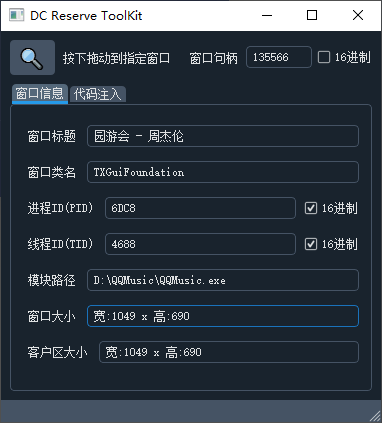 DC Reserve ToolKit
按下拖动到指定窗口 窗口句柄 135566 16进制
窗口信息 代码注入
窗口标题 园游会 - 周杰伦
窗口类名 TXGuiFoundation
进程ID(PID) 6DC8 16进制
线程ID(TID) 4688 16进制
模块路径 D:\QQMusic\QQMusic.exe
窗口大小 宽:1049 x 高:690
客户区大小 宽:1049 x 高:690